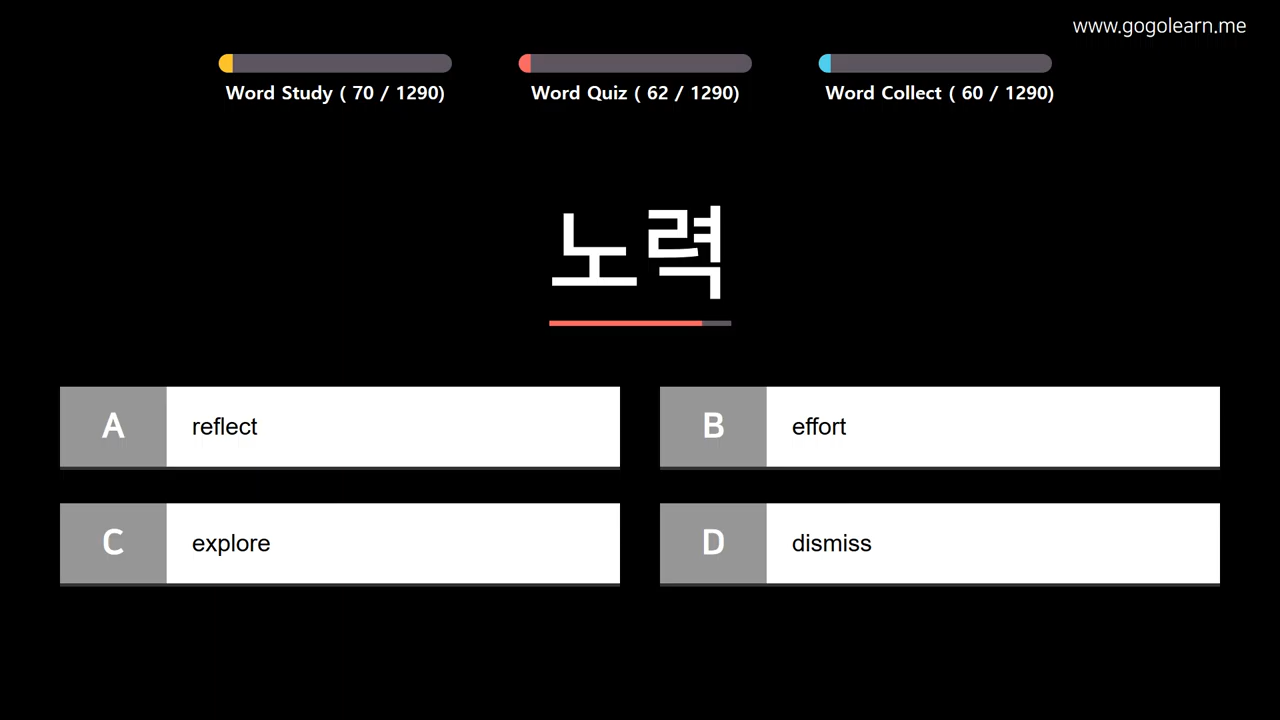 www.gogolearn.me
Word Study ( 70 / 1290)
Word Quiz ( 62 / 1290)
Word Collect ( 60 / 1290)
노력
A reflect
B effort
C explore
D dismiss